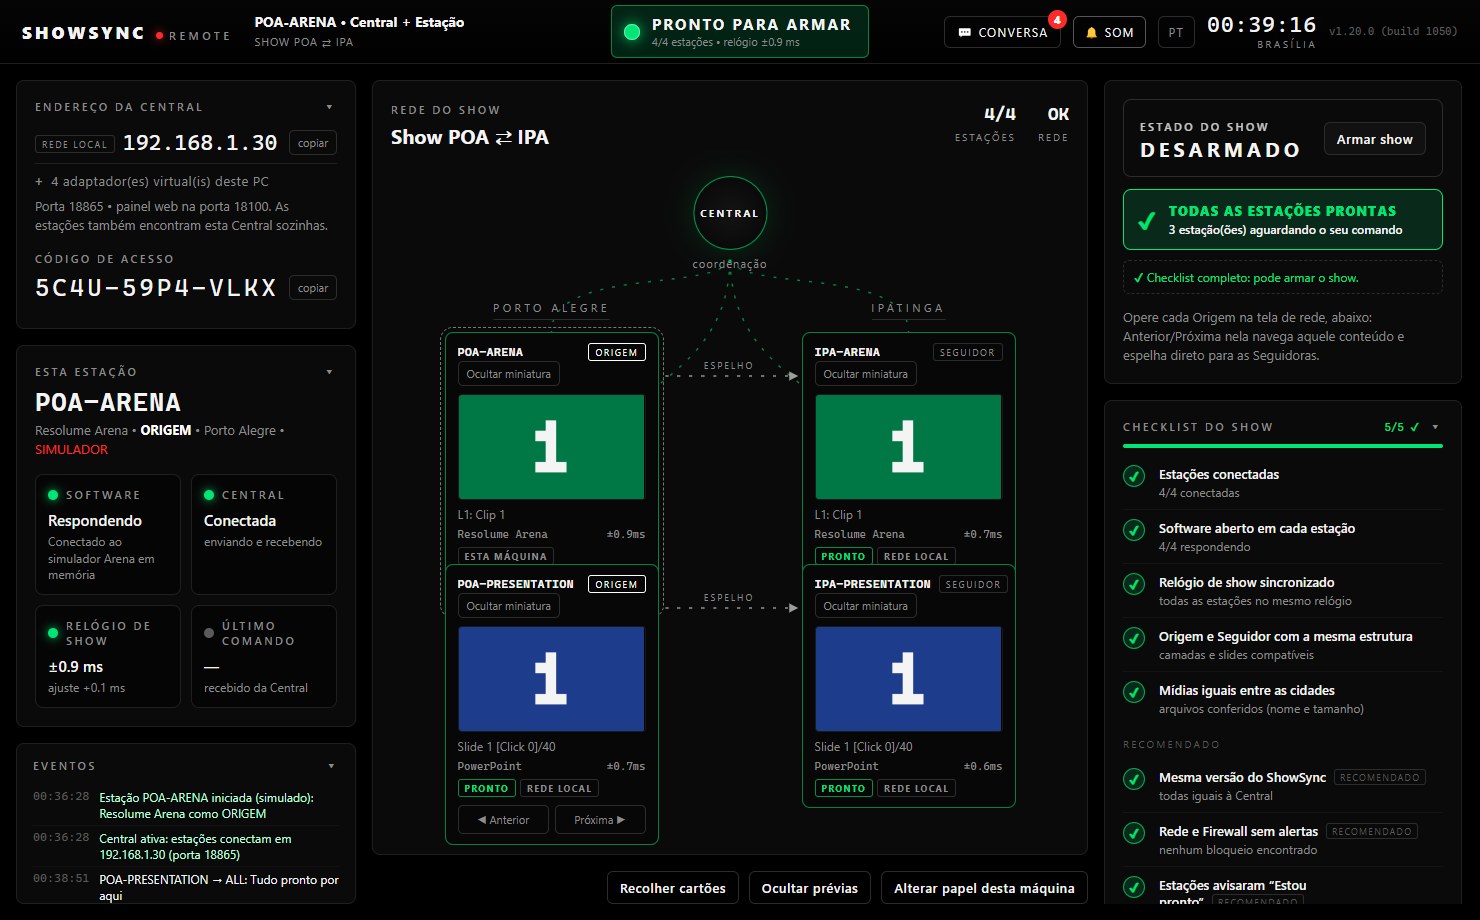 SHOWSYNC REMOTE
POA-ARENA • Central + Estação
SHOW POA ⇄ IPA
PRONTO PARA ARMAR
4/4 estações • relógio ±0.9 ms
CONVERSA
4
SOM
PT
00:39:16
BRASÍLIA
v1.20.0 (build 1050)
ENDEREÇO DA CENTRAL
REDE LOCAL 192.168.1.30 copiar
+ 4 adaptador(es) virtual(is) deste PC
Porta 18865 • painel web na porta 18100. As
estações também encontram esta Central sozinhas.
CÓDIGO DE ACESSO
5C4U-59P4-VLKX copiar
ESTA ESTAÇÃO
POA-ARENA
Resolume Arena • ORIGEM • Porto Alegre •
SIMULADOR
SOFTWARE
Respondendo
Conectado ao
simulador Arena em
memória
CENTRAL
Conectada
enviando e recebendo
RELÓGIO DE
SHOW
±0.9 ms
ajuste +0.1 ms
ÚLTIMO
COMANDO
—
recebido da Central
EVENTOS
00:36:28 Estação POA-ARENA iniciada (simulado):
Resolume Arena como ORIGEM
00:36:28 Central ativa: estações conectam em
192.168.1.30 (porta 18865)
00:38:51 POA-PRESENTATION → ALL: Tudo pronto por
aqui
REDE DO SHOW
Show POA ⇄ IPA
4/4
ESTAÇÕES
OK
REDE
CENTRAL
coordenação
PORTO ALEGRE
IPATINGA
POA-ARENA ORIGEM
Ocultar miniatura
1
L1: Clip 1
Resolume Arena ±0.9ms
ESTA MÁQUINA
ESPELHO
IPA-ARENA SEGUIDOR
Ocultar miniatura
1
L1: Clip 1
Resolume Arena ±0.7ms
PRONTO REDE LOCAL
POA-PRESENTATION ORIGEM
Ocultar miniatura
1
Slide 1 [Click 0]/40
PowerPoint ±0.7ms
PRONTO REDE LOCAL
◀ Anterior Próxima ▶
ESPELHO
IPA-PRESENTATION SEGUIDOR
Ocultar miniatura
1
Slide 1 [Click 0]/40
PowerPoint ±0.6ms
PRONTO REDE LOCAL
Recolher cartões
Ocultar prévias
Alterar papel desta máquina
ESTADO DO SHOW
DESARMADO
Armar show
TODAS AS ESTAÇÕES PRONTAS
3 estação(ões) aguardando o seu comando
✓ Checklist completo: pode armar o show.
Opere cada Origem na tela de rede, abaixo:
Anterior/Próxima nela navega aquele conteúdo e
espelha direto para as Seguidoras.
CHECKLIST DO SHOW 5/5 ✓
Estações conectadas
4/4 conectadas
Software aberto em cada estação
4/4 respondendo
Relógio de show sincronizado
todas as estações no mesmo relógio
Origem e Seguidor com a mesma estrutura
camadas e slides compatíveis
Mídias iguais entre as cidades
arquivos conferidos (nome e tamanho)
RECOMENDADO
Mesma versão do ShowSync RECOMENDADO
todas iguais à Central
Rede e Firewall sem alertas RECOMENDADO
nenhum bloqueio encontrado
Estações avisaram “Estou
pronto” RECOMENDADO